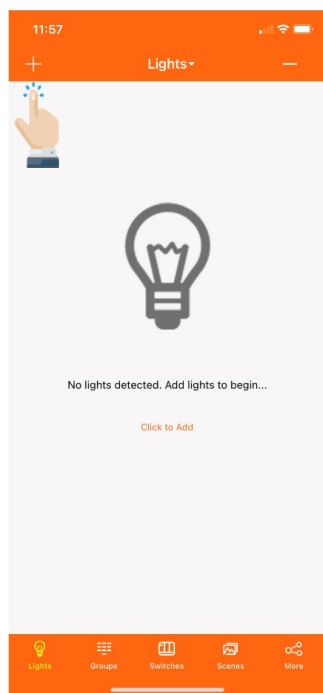 11:57
Lights
No lights detected. Add lights to begin...
Click to Add
Lights Groups Switches Scenes More